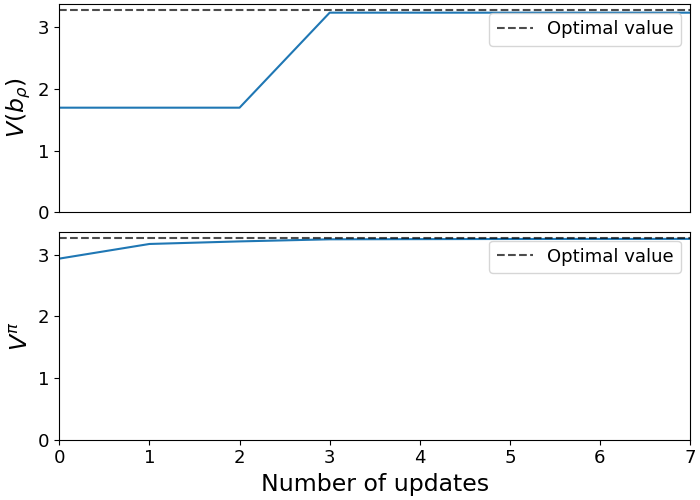 3
2
1
0
V(b_ρ)
Optimal value
3
2
1
0
V^π
Optimal value
0 1 2 3 4 5 6 7
Number of updates